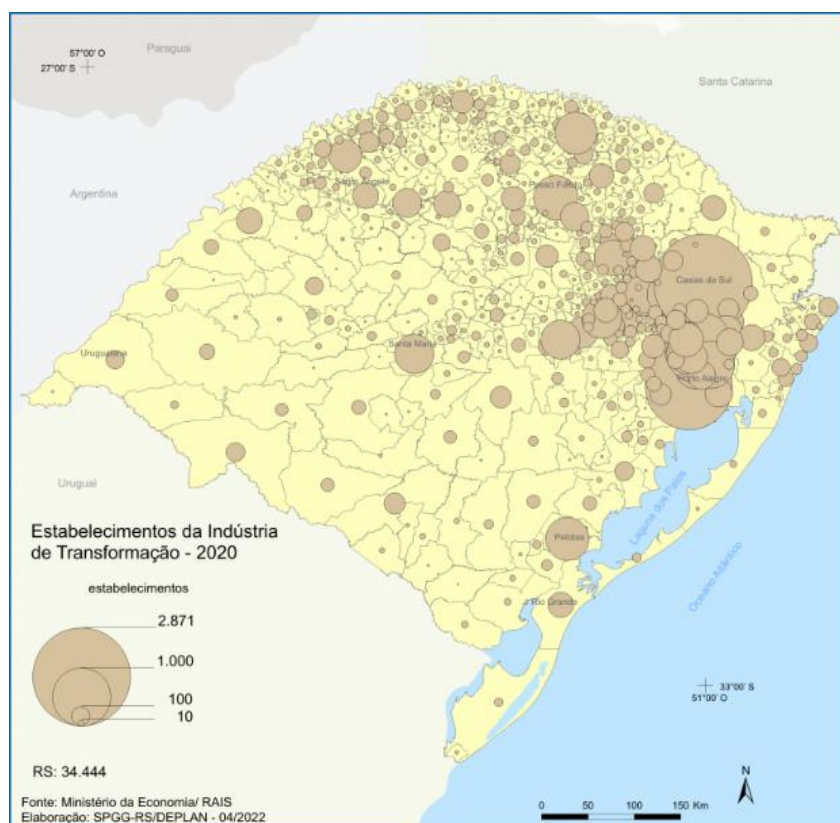 Paraguai
57°00' O
27°00' S
Santa Catarina
Argentina
Santo Ângelo
Passo Fundo
Caxias do Sul
Uruguaiana
Santa Maria
Porto Alegre
Uruguai
Laguna dos Patos
Pelotas
Oceano Atlântico
Rio Grande
Estabelecimentos da Indústria
de Transformação - 2020
estabelecimentos
2.871
1.000
100
10
33°00' S
51°00' O
RS: 34.444
N
Fonte: Ministério da Economia/ RAIS
Elaboração: SPGG-RS/DEPLAN - 04/2022
0 50 100 150 Km